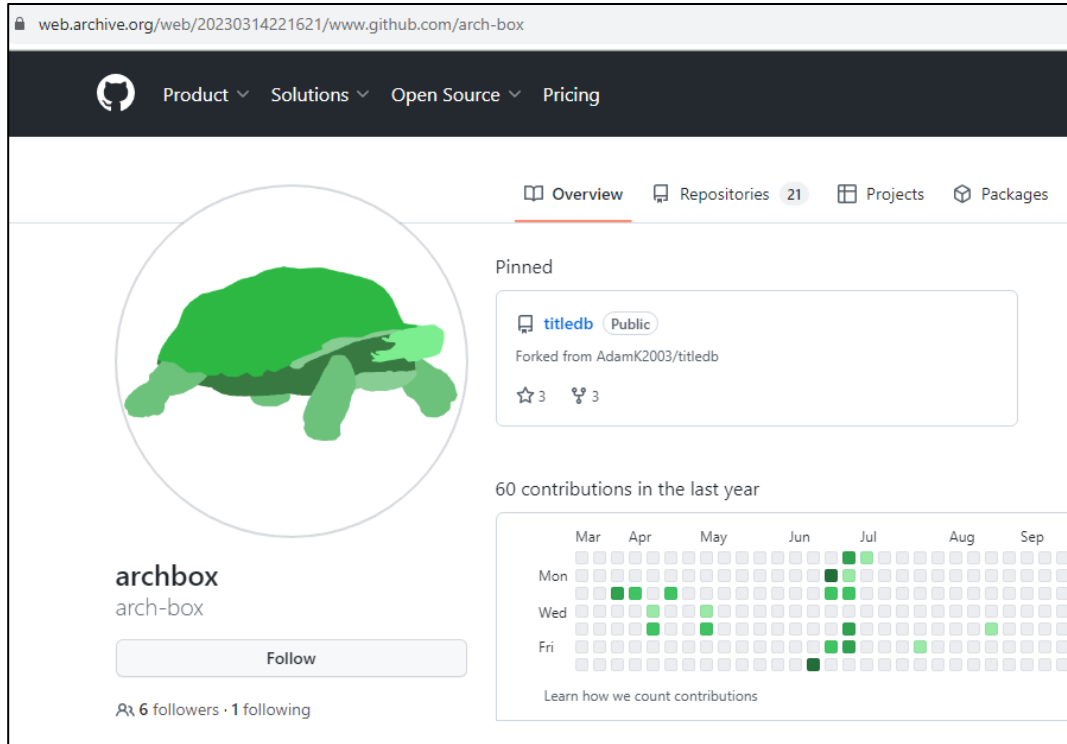 web.archive.org/web/20230314221621/www.github.com/arch-box
Product Solutions Open Source Pricing
Overview Repositories 21 Projects Packages
Pinned
titledb Public
Forked from AdamK2003/titledb
3 3
60 contributions in the last year
Mar Apr May Jun Jul Aug Sep
Mon
Wed
Fri
Learn how we count contributions
archbox
arch-box
Follow
6 followers · 1 following